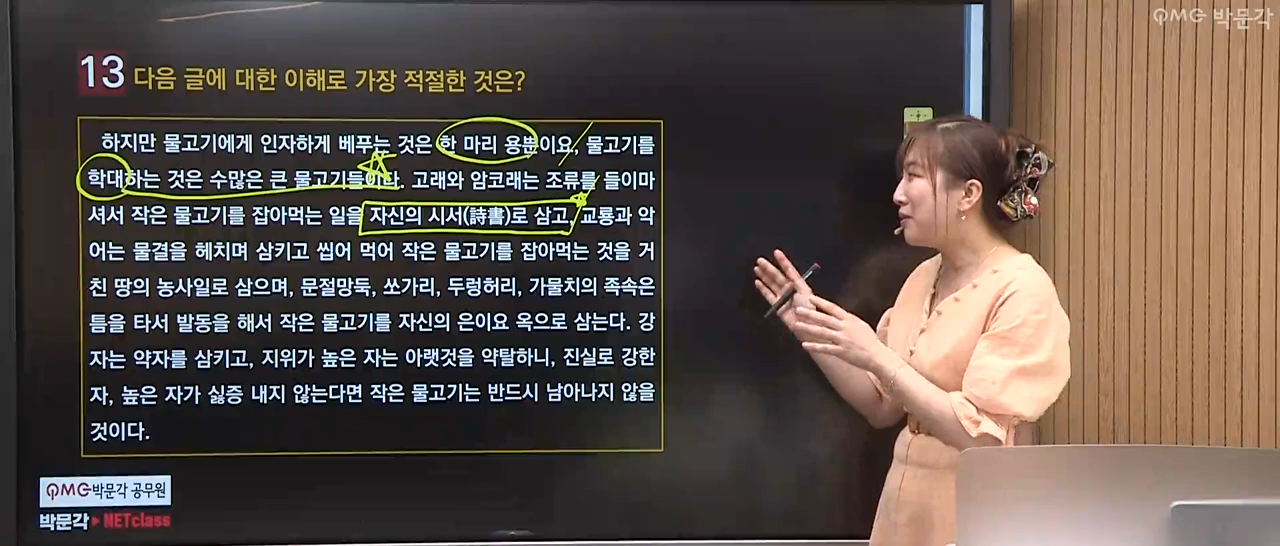 QMG 박문각
13 다음 글에 대한 이해로 가장 적절한 것은?
하지만 물고기에게 인자하게 베푸는 것은 한 마리 용뿐이요, 물고기를
학대하는 것은 수많은 큰 물고기들이다. 고래와 암코래는 조류를 들이마
셔서 작은 물고기를 잡아먹는 일을 자신의 시서(詩書)로 삼고, 교룡과 악
어는 물결을 헤치며 삼키고 씹어 먹어 작은 물고기를 잡아먹는 것을 거
친 땅의 농사일로 삼으며, 문절망둑, 쏘가리, 두렁허리, 가물치의 족속은
틈을 타서 발동을 해서 작은 물고기를 자신의 은이요 옥으로 삼는다. 강
자는 약자를 삼키고, 지위가 높은 자는 아랫것을 약탈하니, 진실로 강한
자, 높은 자가 싫증 내지 않는다면 작은 물고기는 반드시 남아나지 않을
것이다.
QMG 박문각 공무원
박문각 NETclass